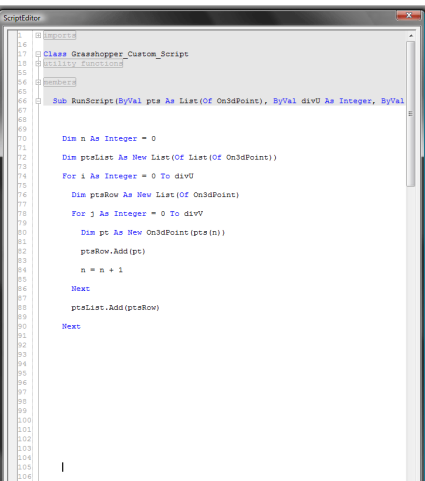 ScriptEditor
1 imports
16
17 Class Grasshopper_Custom_Script
18 utility functions
55
56 members
65
66 Sub RunScript(ByVal pts As List(Of On3dPoint), ByVal divU As Integer, ByVal
67
68
69
70 Dim n As Integer = 0
71
72 Dim ptsList As New List(Of List(Of On3dPoint))
73
74 For i As Integer = 0 To divU
75
76 Dim ptsRow As New List(Of On3dPoint)
77
78 For j As Integer = 0 To divV
79
80 Dim pt As New On3dPoint(pts(n))
81
82 ptsRow.Add(pt)
83
84 n = n + 1
85
86 Next
87
88 ptsList.Add(ptsRow)
89
90 Next
91
92
93
94
95
96
97
98
99
100
101
102
103
104
105
106